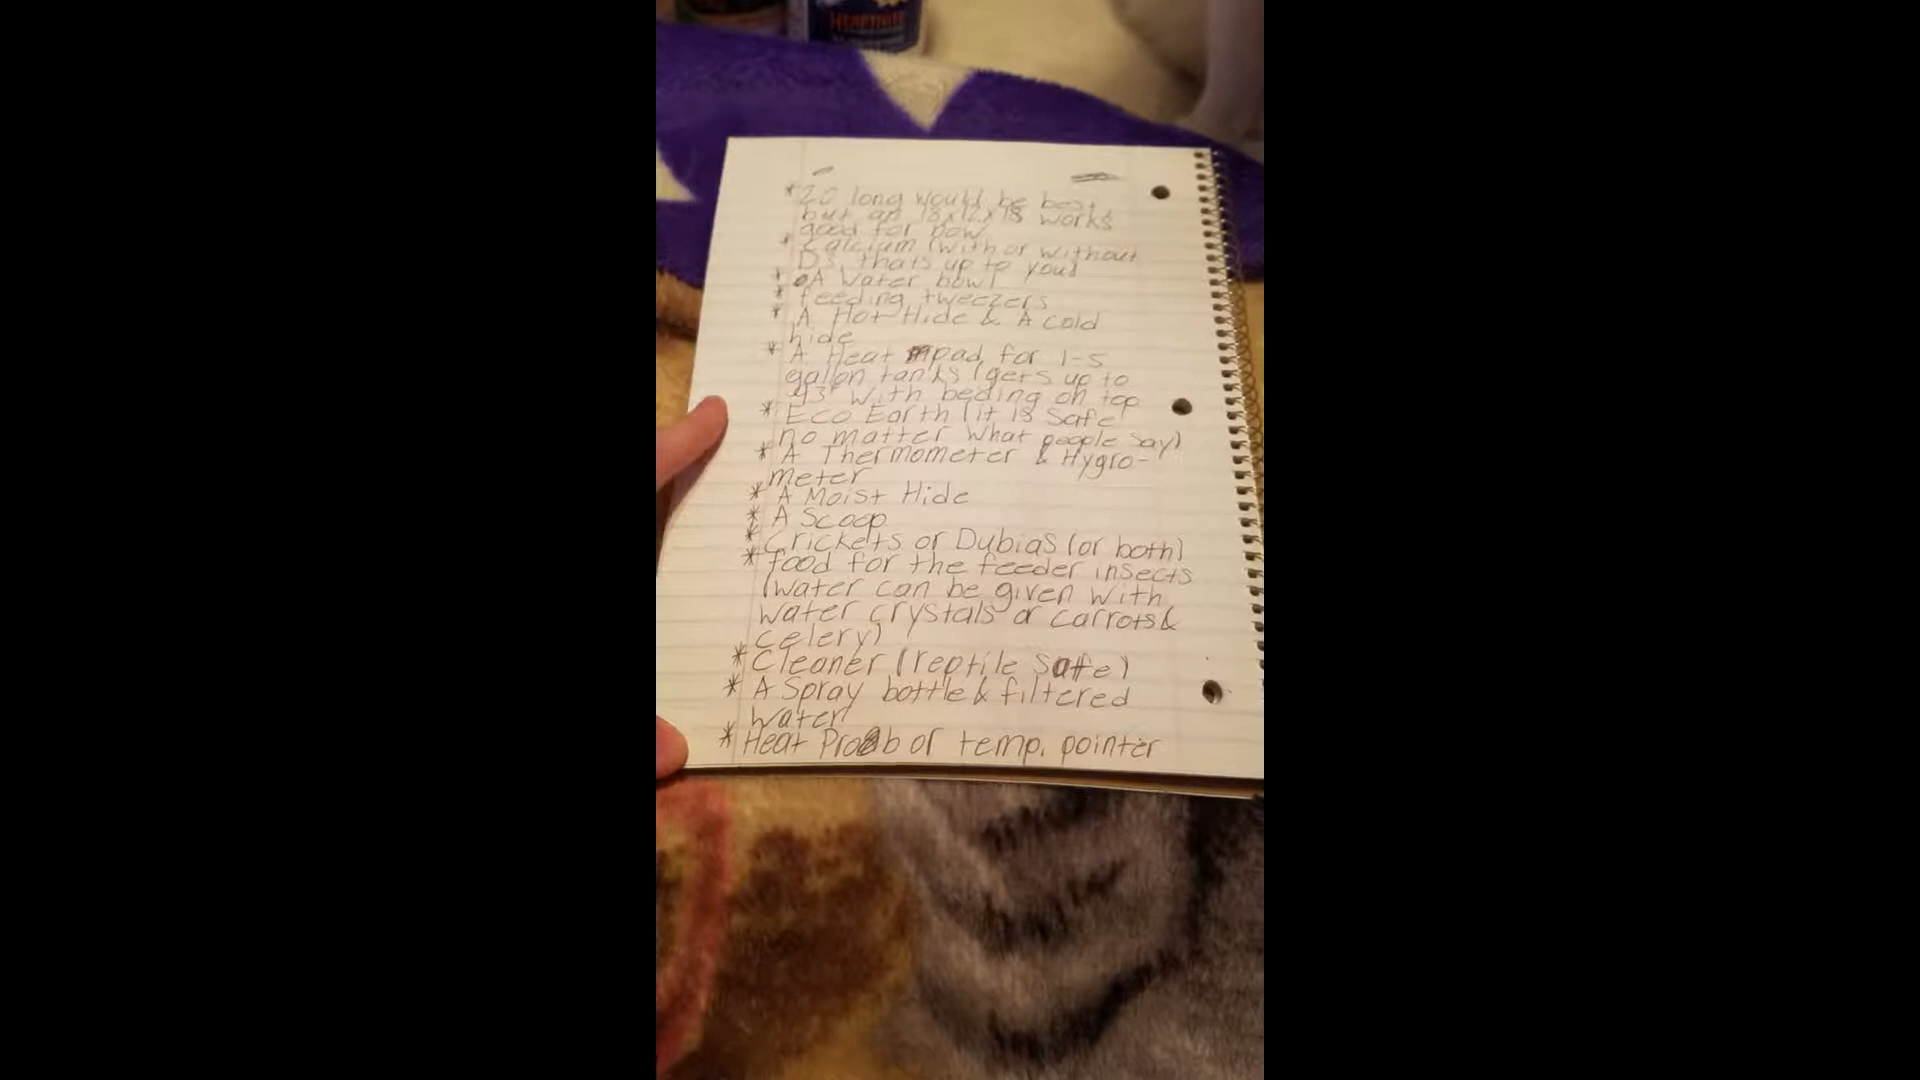 HEMPHILL
* 20 long would be best
but an 18x12x18 works
good for now
* Calcium (with or without
D3, thats up to you)
* A Water bowl
* feeding tweezers
* A Hot Hide & A cold
hide
* A Heat pad for 1-5
gallon tanks (gets up to
93° with beding on top
* Eco Earth (it is safe
no matter what people say)
* A Thermometer & Hygro-
meter
* A Moist Hide
* A Scoop
* Crickets or Dubias (or both)
* food for the feeder insects
(water can be given with
water crystals or carrots &
celery)
* Cleaner (reptile safe)
* A Spray bottle & filtered
water
* Heat Prob or temp. pointer